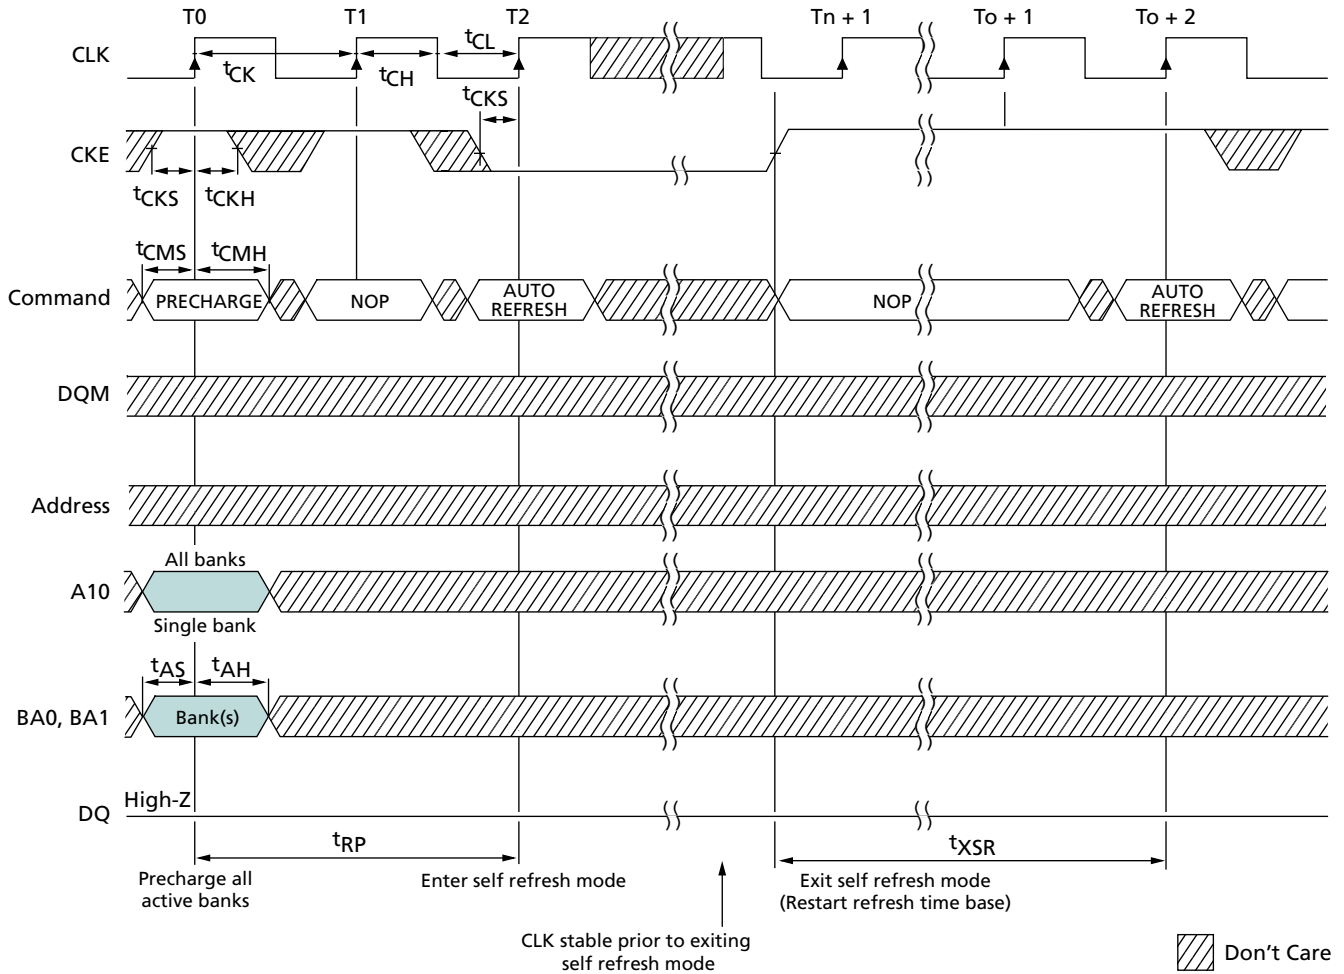 T0 T1 T2 Tn + 1 To + 1 To + 2
CLK
tCK tCH tCL
tCKS
CKE
tCKS tCKH
tCMS tCMH
Command PRECHARGE NOP AUTO REFRESH NOP AUTO REFRESH
DQM
Address
All banks
A10
Single bank
tAS tAH
BA0, BA1 Bank(s)
High-Z
DQ
tRP tXSR
Precharge all
active banks
Enter self refresh mode
Exit self refresh mode
(Restart refresh time base)
CLK stable prior to exiting
self refresh mode
Don't Care